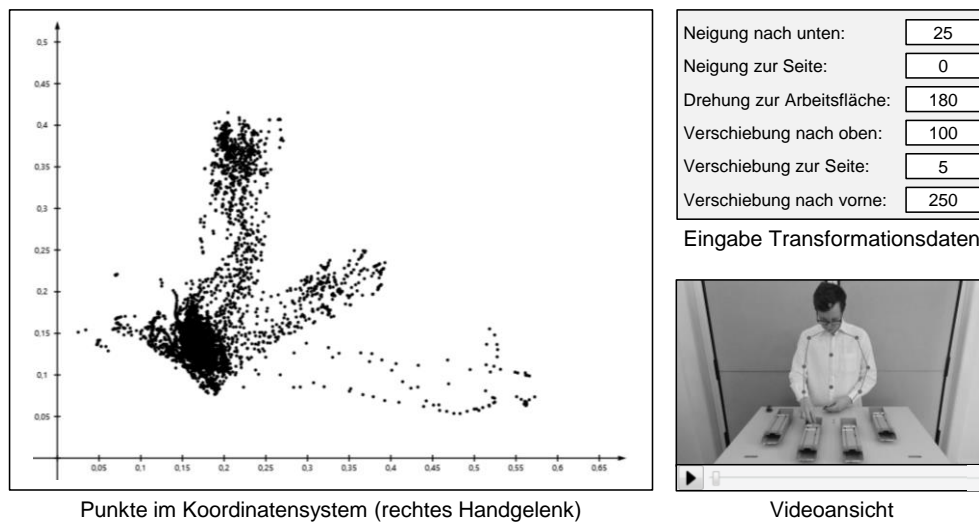 0,5
0,45
0,4
0,35
0,3
0,25
0,2
0,15
0,1
0,05
0
0,05 0,1 0,15 0,2 0,25 0,3 0,35 0,4 0,45 0,5 0,55 0,6 0,65
Punkte im Koordinatensystem (rechtes Handgelenk)
Neigung nach unten: 25
Neigung zur Seite: 0
Drehung zur Arbeitsfläche: 180
Verschiebung nach oben: 100
Verschiebung zur Seite: 5
Verschiebung nach vorne: 250
Eingabe Transformationsdaten
Videoansicht